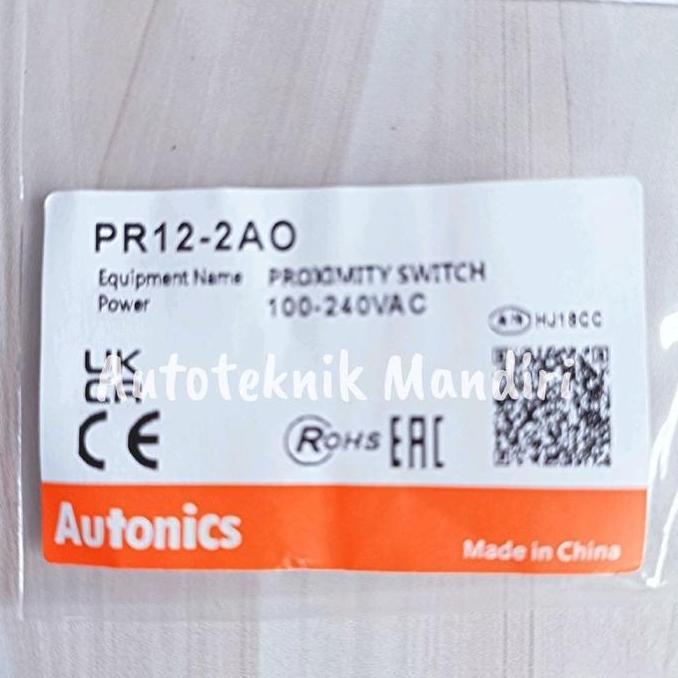 PR12-2AO
Equipment Name PROXIMITY SWITCH
Power 100-240VAC
HJ18CC
UK
CA
Autoteknik Mandiri
CE
RoHS EAC
Autonics
Made in China